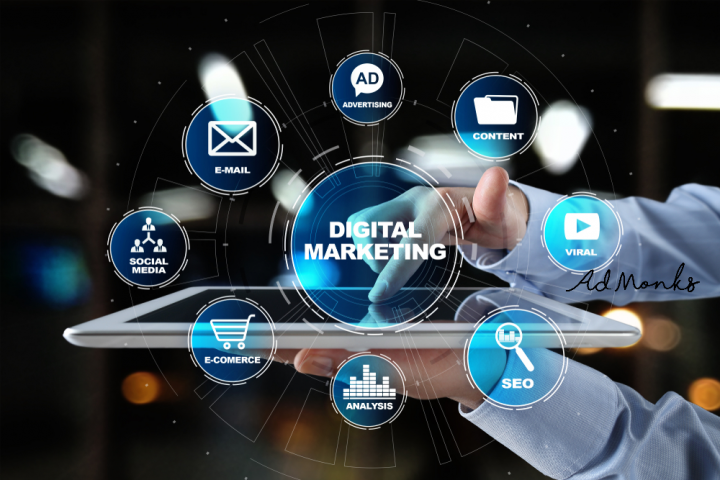 AD
ADVERTISING
CONTENT
E-MAIL
DIGITAL
MARKETING
VIRAL
SOCIAL
MEDIA
Ad Monks
E-COMERCE
SEO
ANALYSIS